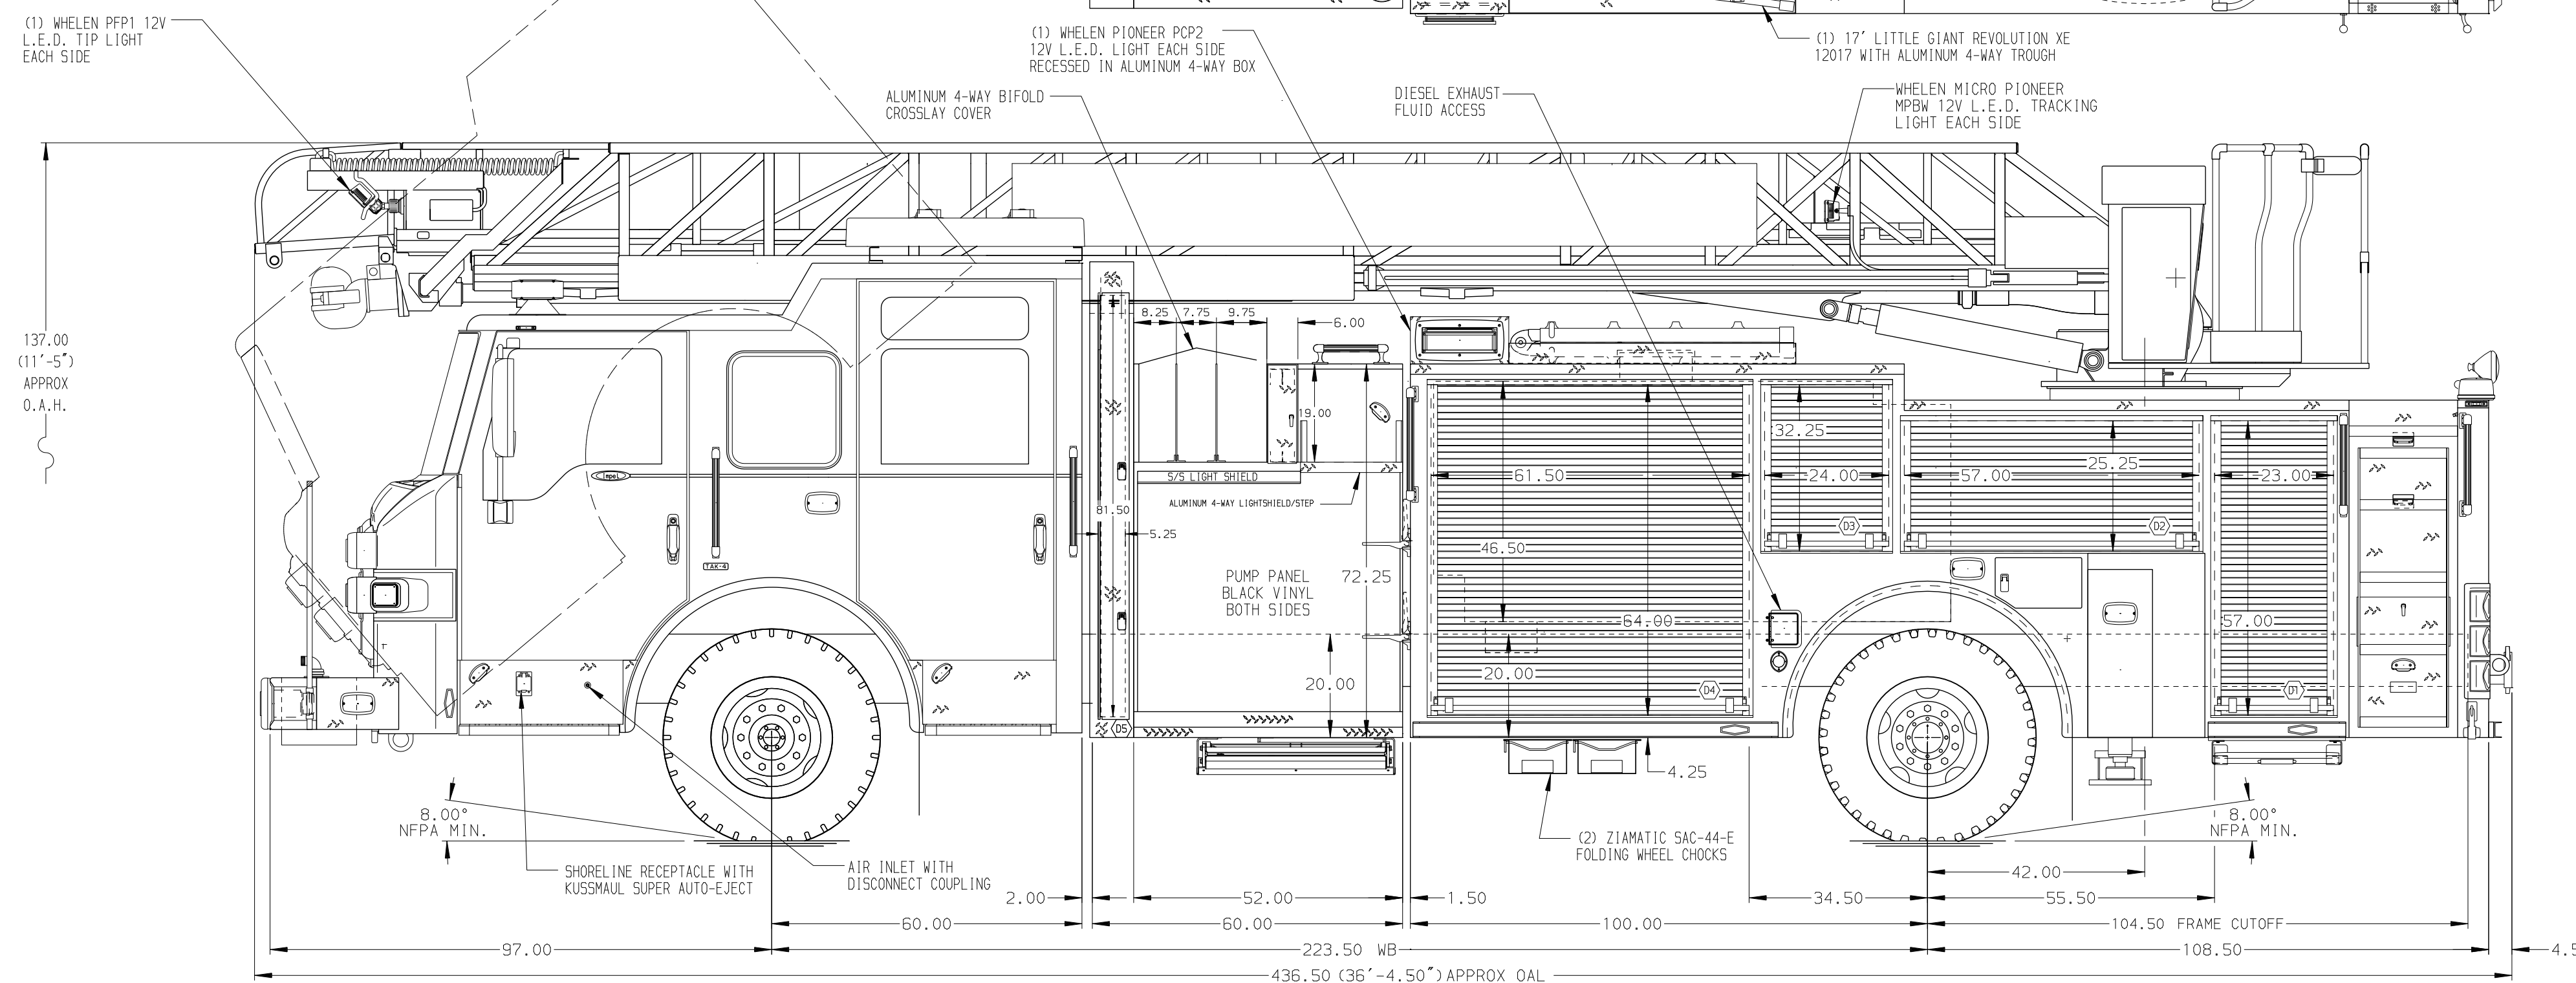 (1) WHELEN PFP1 12V
L.E.D. TIP LIGHT
EACH SIDE
(1) WHELEN PIONEER PCP2
12V L.E.D. LIGHT EACH SIDE
RECESSED IN ALUMINUM 4-WAY BOX
(1) 17' LITTLE GIANT REVOLUTION XE
12017 WITH ALUMINUM 4-WAY TROUGH
ALUMINUM 4-WAY BIFOLD
CROSSLAY COVER
DIESEL EXHAUST
FLUID ACCESS
WHELEN MICRO PIONEER
MPBW 12V L.E.D. TRACKING
LIGHT EACH SIDE
137.00
(11'-5")
APPROX
O.A.H.
8.25
7.75
9.75
6.00
19.00
32.25
61.50
24.00
57.00
25.25
23.00
Impel
S/S LIGHT SHIELD
ALUMINUM 4-WAY LIGHTSHIELD/STEP
81.50
5.25
D3
D2
46.50
TAK-4
PUMP PANEL
BLACK VINYL
BOTH SIDES
72.25
64.00
57.00
20.00
20.00
D4
D1
D5
4.25
8.00°
NFPA MIN.
8.00°
NFPA MIN.
(2) ZIAMATIC SAC-44-E
FOLDING WHEEL CHOCKS
SHORELINE RECEPTACLE WITH
KUSSMAUL SUPER AUTO-EJECT
AIR INLET WITH
DISCONNECT COUPLING
42.00
2.00
52.00
1.50
34.50
55.50
60.00
60.00
100.00
104.50 FRAME CUTOFF
97.00
223.50 WB
108.50
436.50 (36'-4.50") APPROX OAL